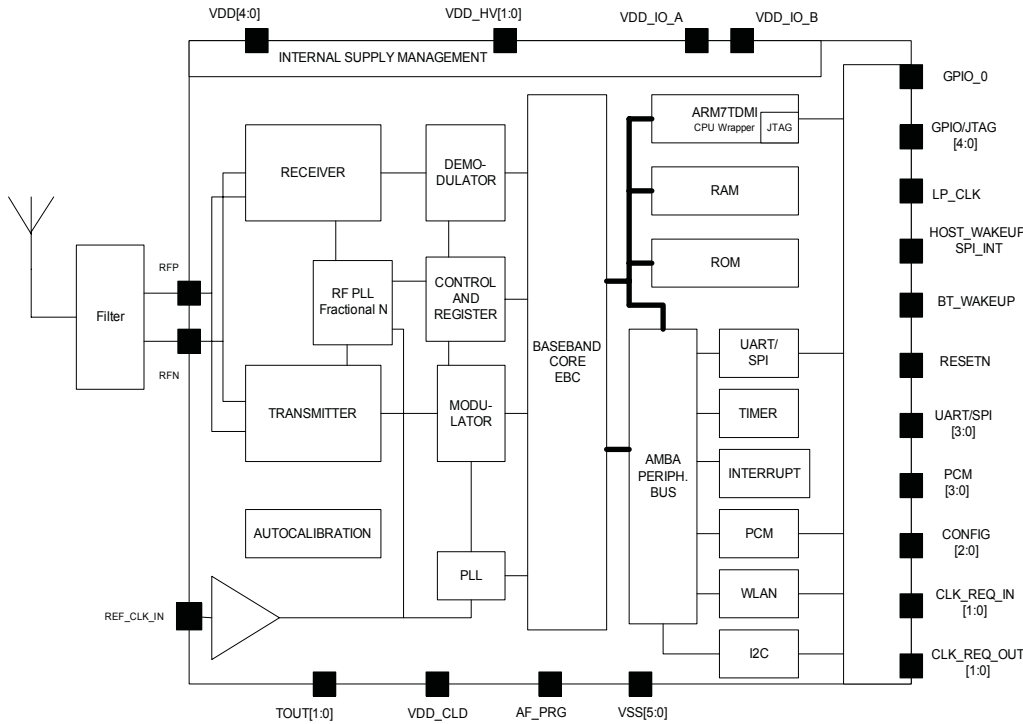 VDD[4:0]
VDD_HV[1:0]
VDD_IO_A
VDD_IO_B
INTERNAL SUPPLY MANAGEMENT
GPIO_0
GPIO/JTAG
[4:0]
LP_CLK
HOST_WAKEUP
SPI_INT
BT_WAKEUP
RESETN
UART/SPI
[3:0]
PCM
[3:0]
CONFIG
[2:0]
CLK_REQ_IN
[1:0]
CLK_REQ_OUT
[1:0]
ARM7TDMI
CPU Wrapper
JTAG
RAM
ROM
RECEIVER
DEMO-
DULATOR
RF PLL
Fractional N
CONTROL
AND
REGISTER
BASEBAND
CORE
EBC
TRANSMITTER
MODU-
LATOR
AUTOCALIBRATION
PLL
AMBA
PERIPH.
BUS
UART/
SPI
TIMER
INTERRUPT
PCM
WLAN
I2C
Filter
RFP
RFN
REF_CLK_IN
TOUT[1:0]
VDD_CLD
AF_PRG
VSS[5:0]